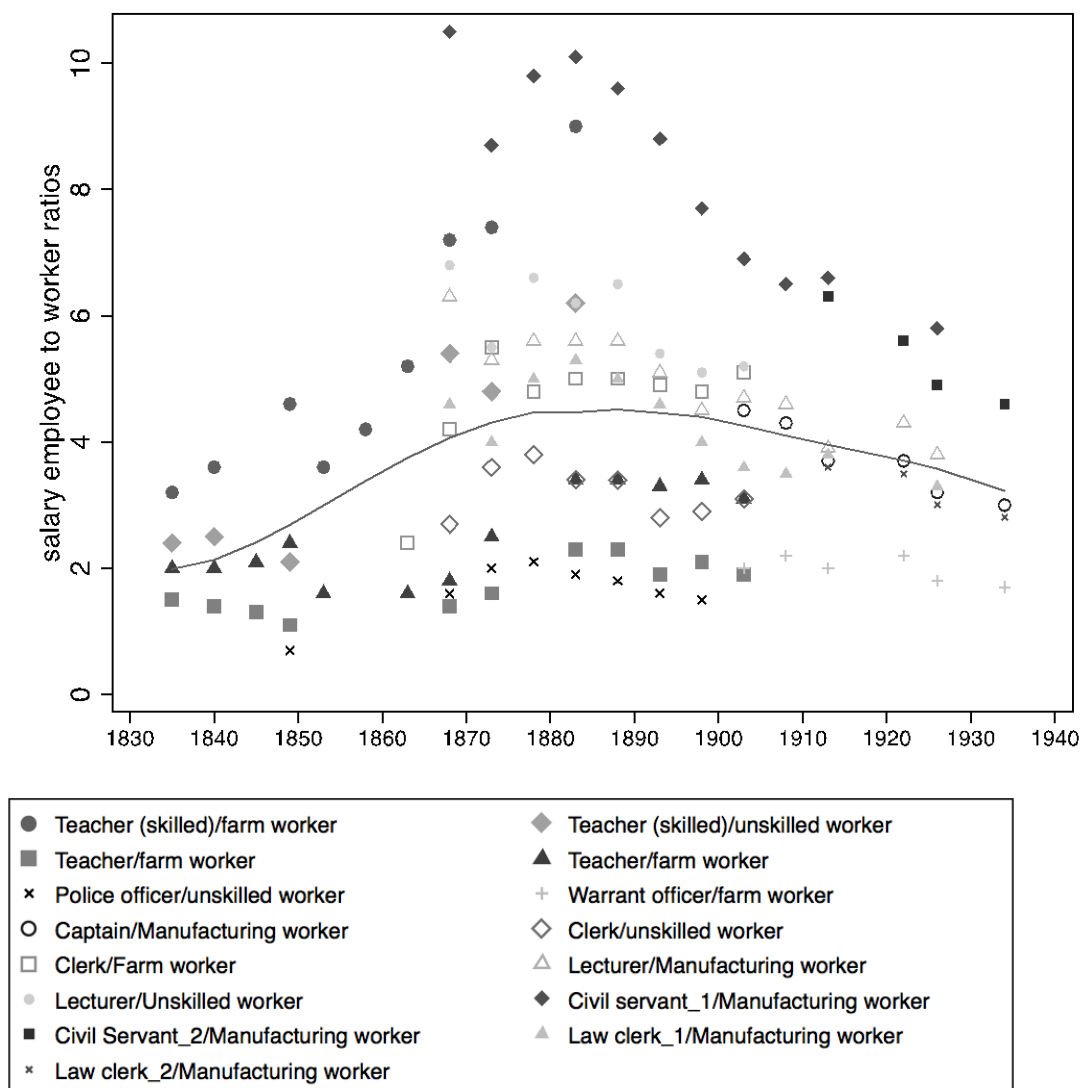 salary employee to worker ratios
10
8
6
4
2
0
1830 1840 1850 1860 1870 1880 1890 1900 1910 1920 1930 1940
Teacher (skilled)/farm worker
Teacher (skilled)/unskilled worker
Teacher/farm worker
Teacher/farm worker
Police officer/unskilled worker
Warrant officer/farm worker
Captain/Manufacturing worker
Clerk/unskilled worker
Clerk/Farm worker
Lecturer/Manufacturing worker
Lecturer/Unskilled worker
Civil servant_1/Manufacturing worker
Civil Servant_2/Manufacturing worker
Law clerk_1/Manufacturing worker
Law clerk_2/Manufacturing worker